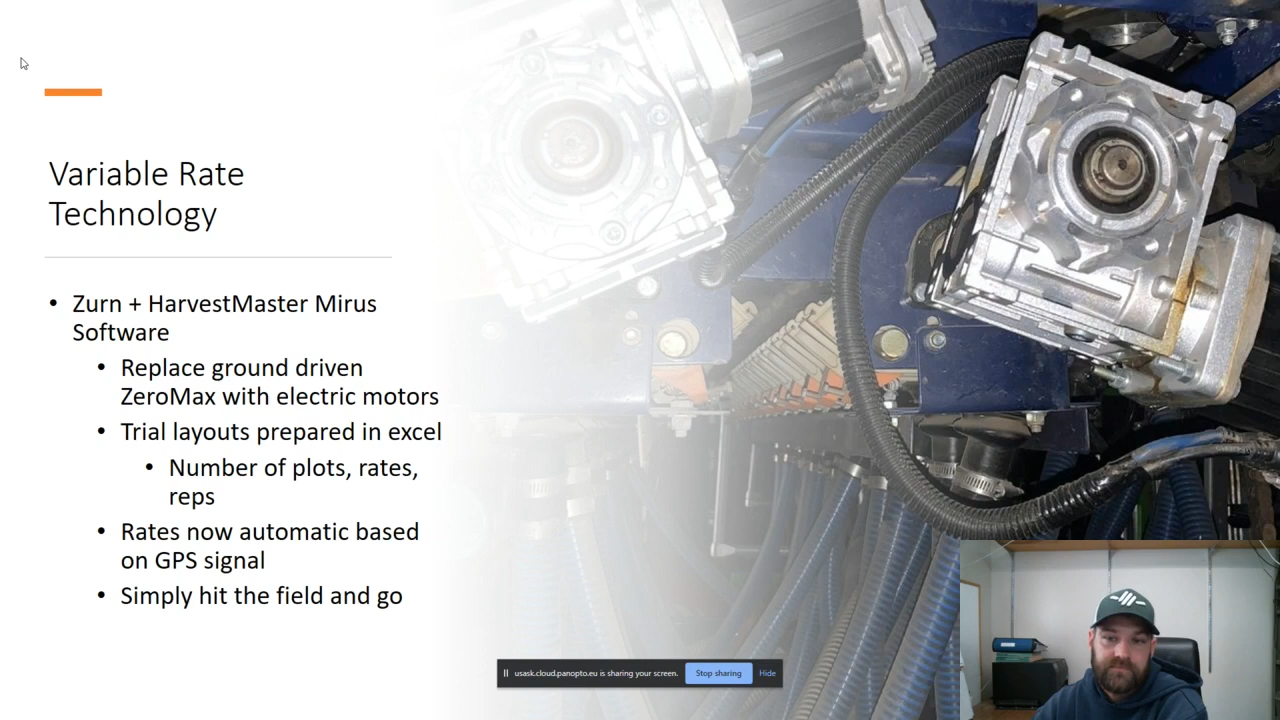 Variable Rate
Technology
• Zurn + HarvestMaster Mirus
Software
• Replace ground driven
ZeroMax with electric motors
• Trial layouts prepared in excel
• Number of plots, rates,
reps
• Rates now automatic based
on GPS signal
• Simply hit the field and go
usask.cloud.panopto.eu is sharing your screen. Stop sharing Hide